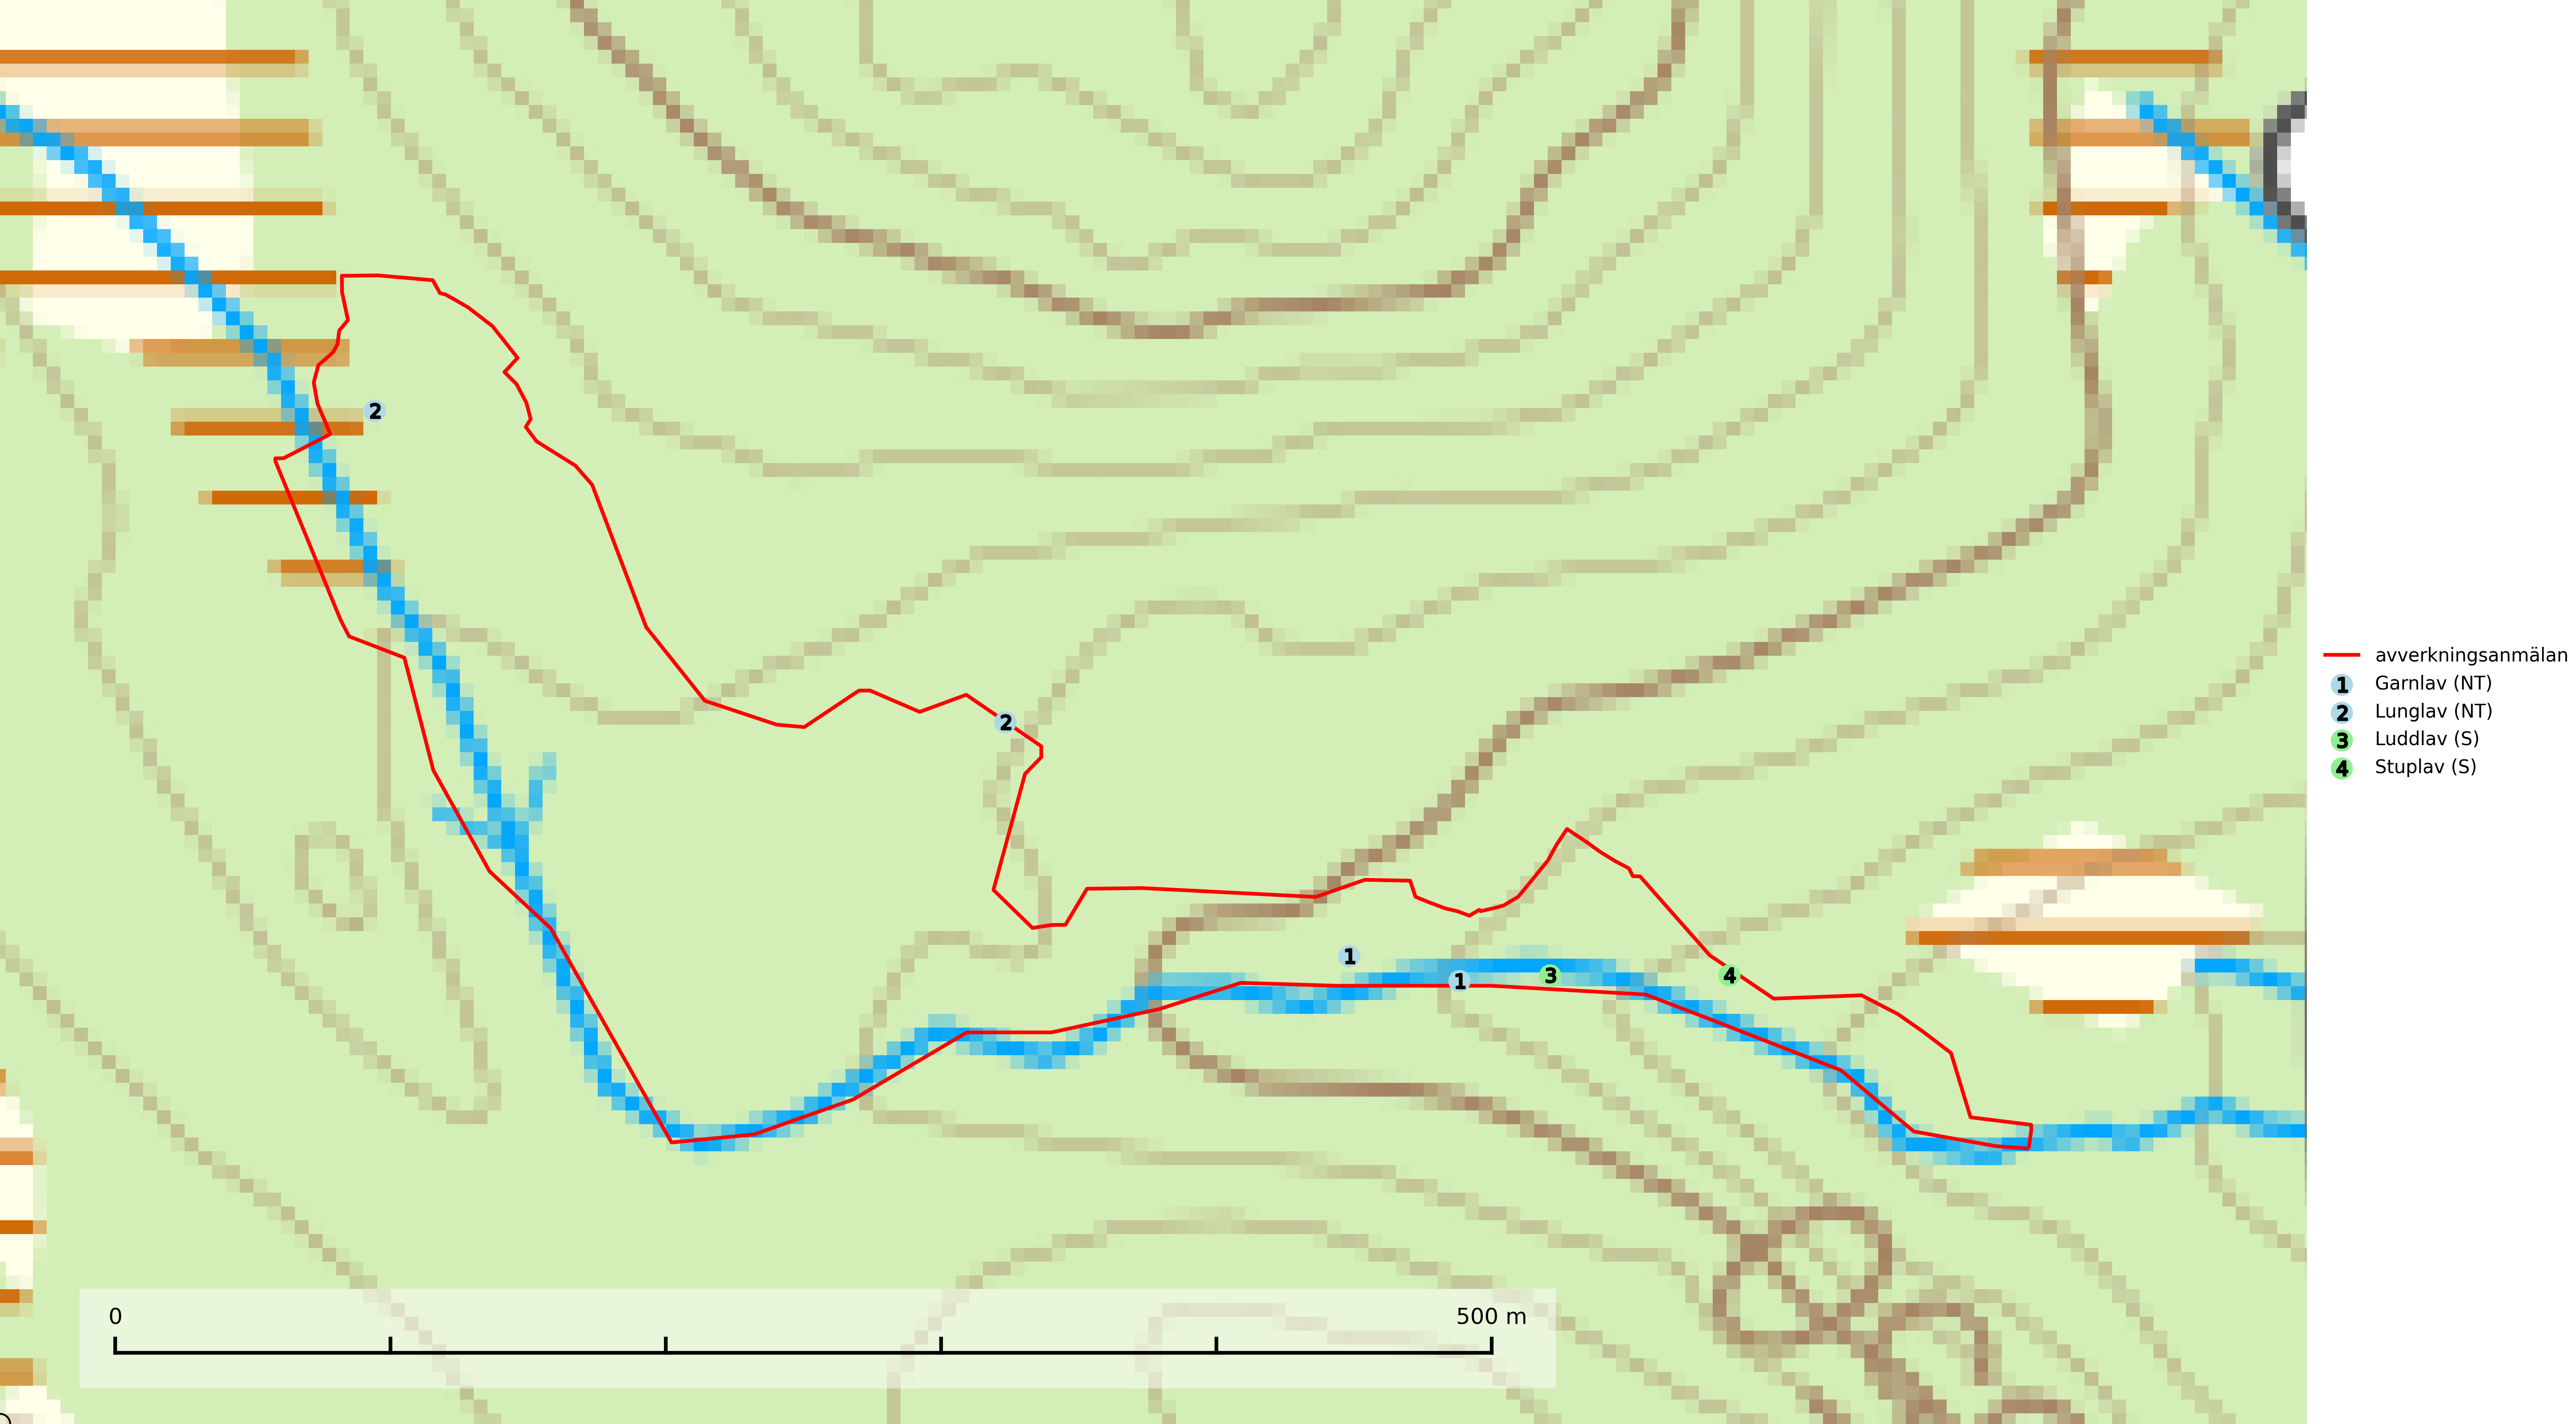 2
2
1
1
3
4
0
500 m
avverkningsanmälan
1 Garnlav (NT)
2 Lunglav (NT)
3 Luddlav (S)
4 Stuplav (S)